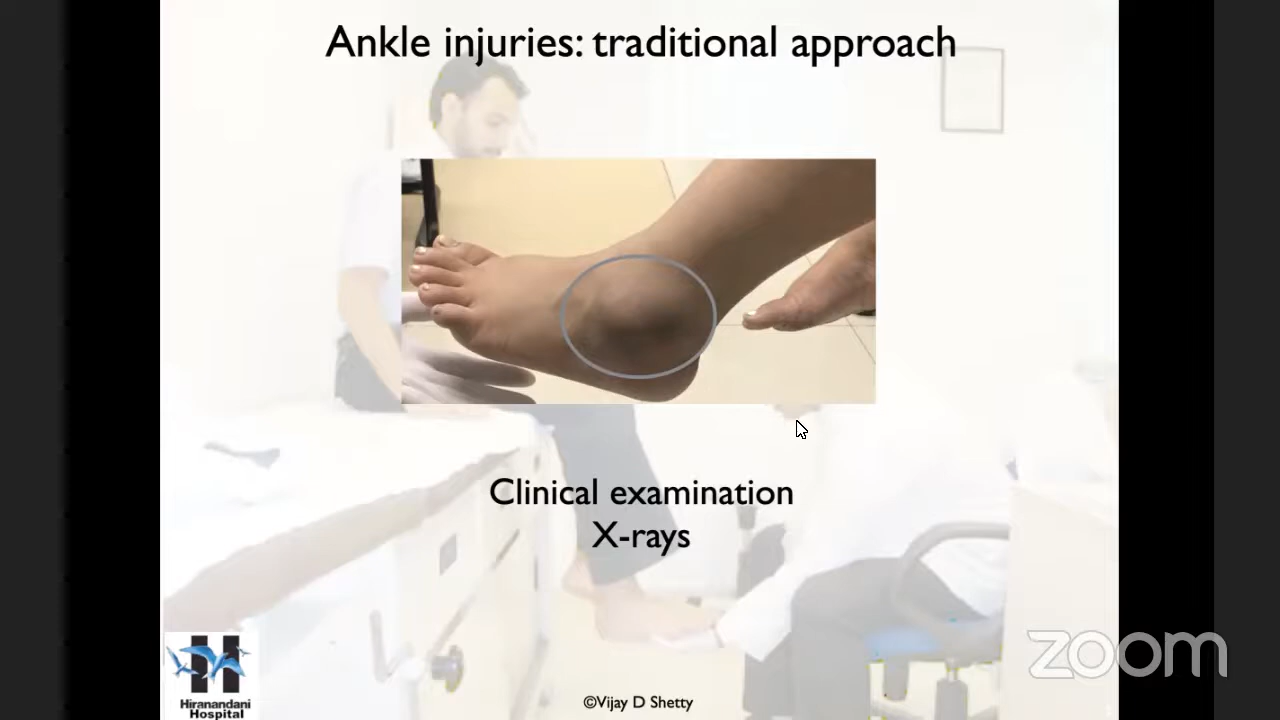 Ankle injuries: traditional approach
Clinical examination
X-rays
H
Hiranandani
Hospital
©Vijay D Shetty
zoom